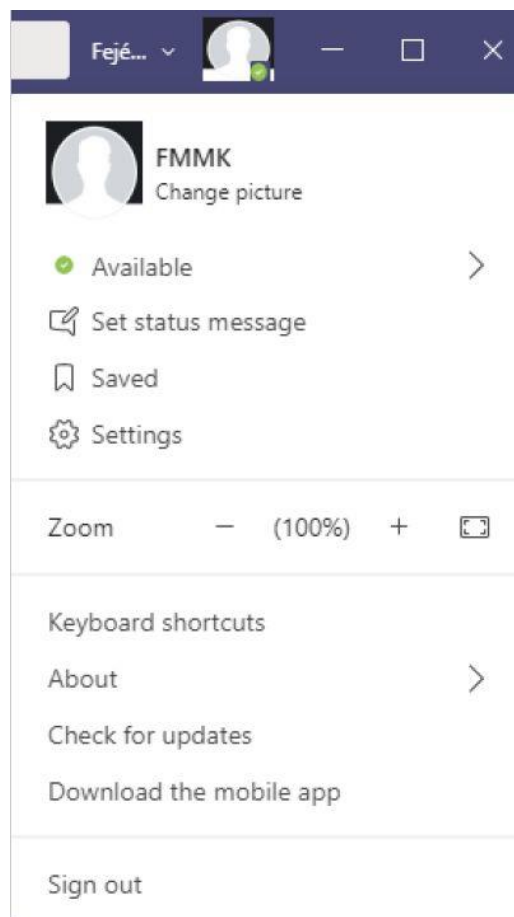 Fejé...
FMMK
Change picture
Available
Set status message
Saved
Settings
Zoom — (100%) +
Keyboard shortcuts
About
Check for updates
Download the mobile app
Sign out